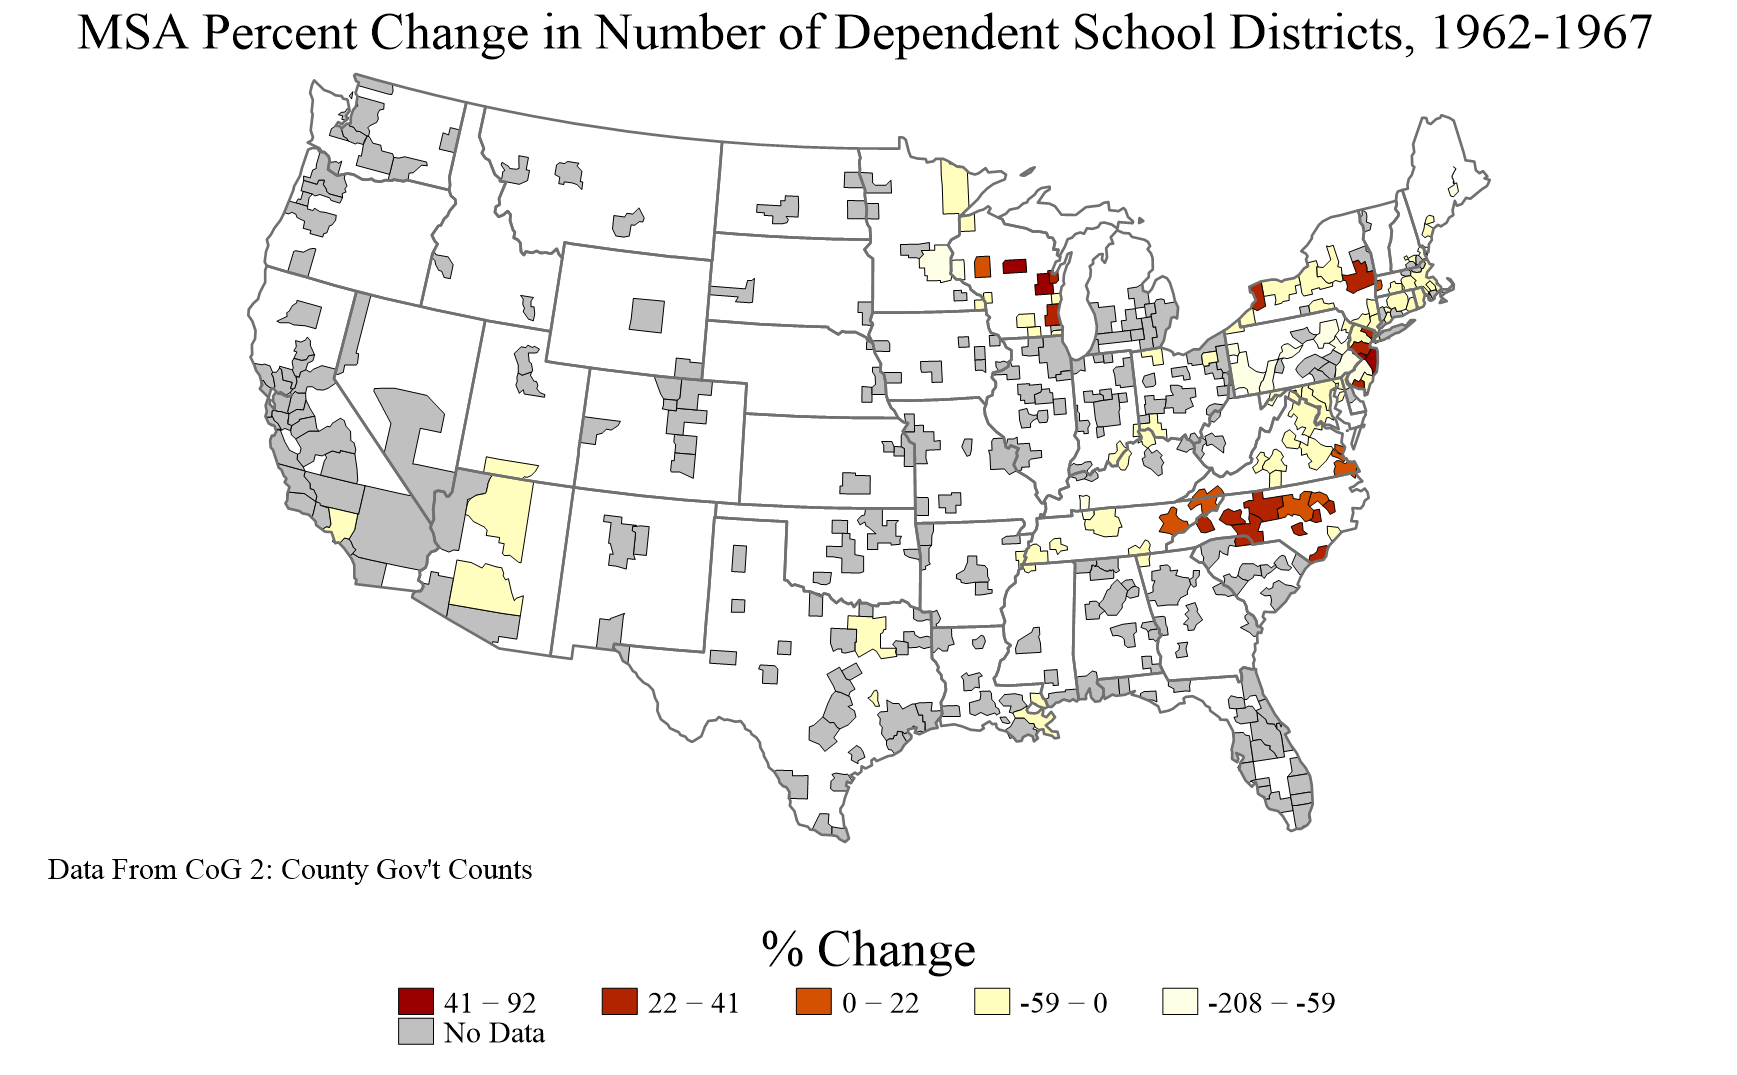 MSA Percent Change in Number of Dependent School Districts, 1962-1967
Data From CoG 2: County Gov't Counts
% Change
41 − 92
22 − 41
0 − 22
-59 − 0
-208 − -59
No Data